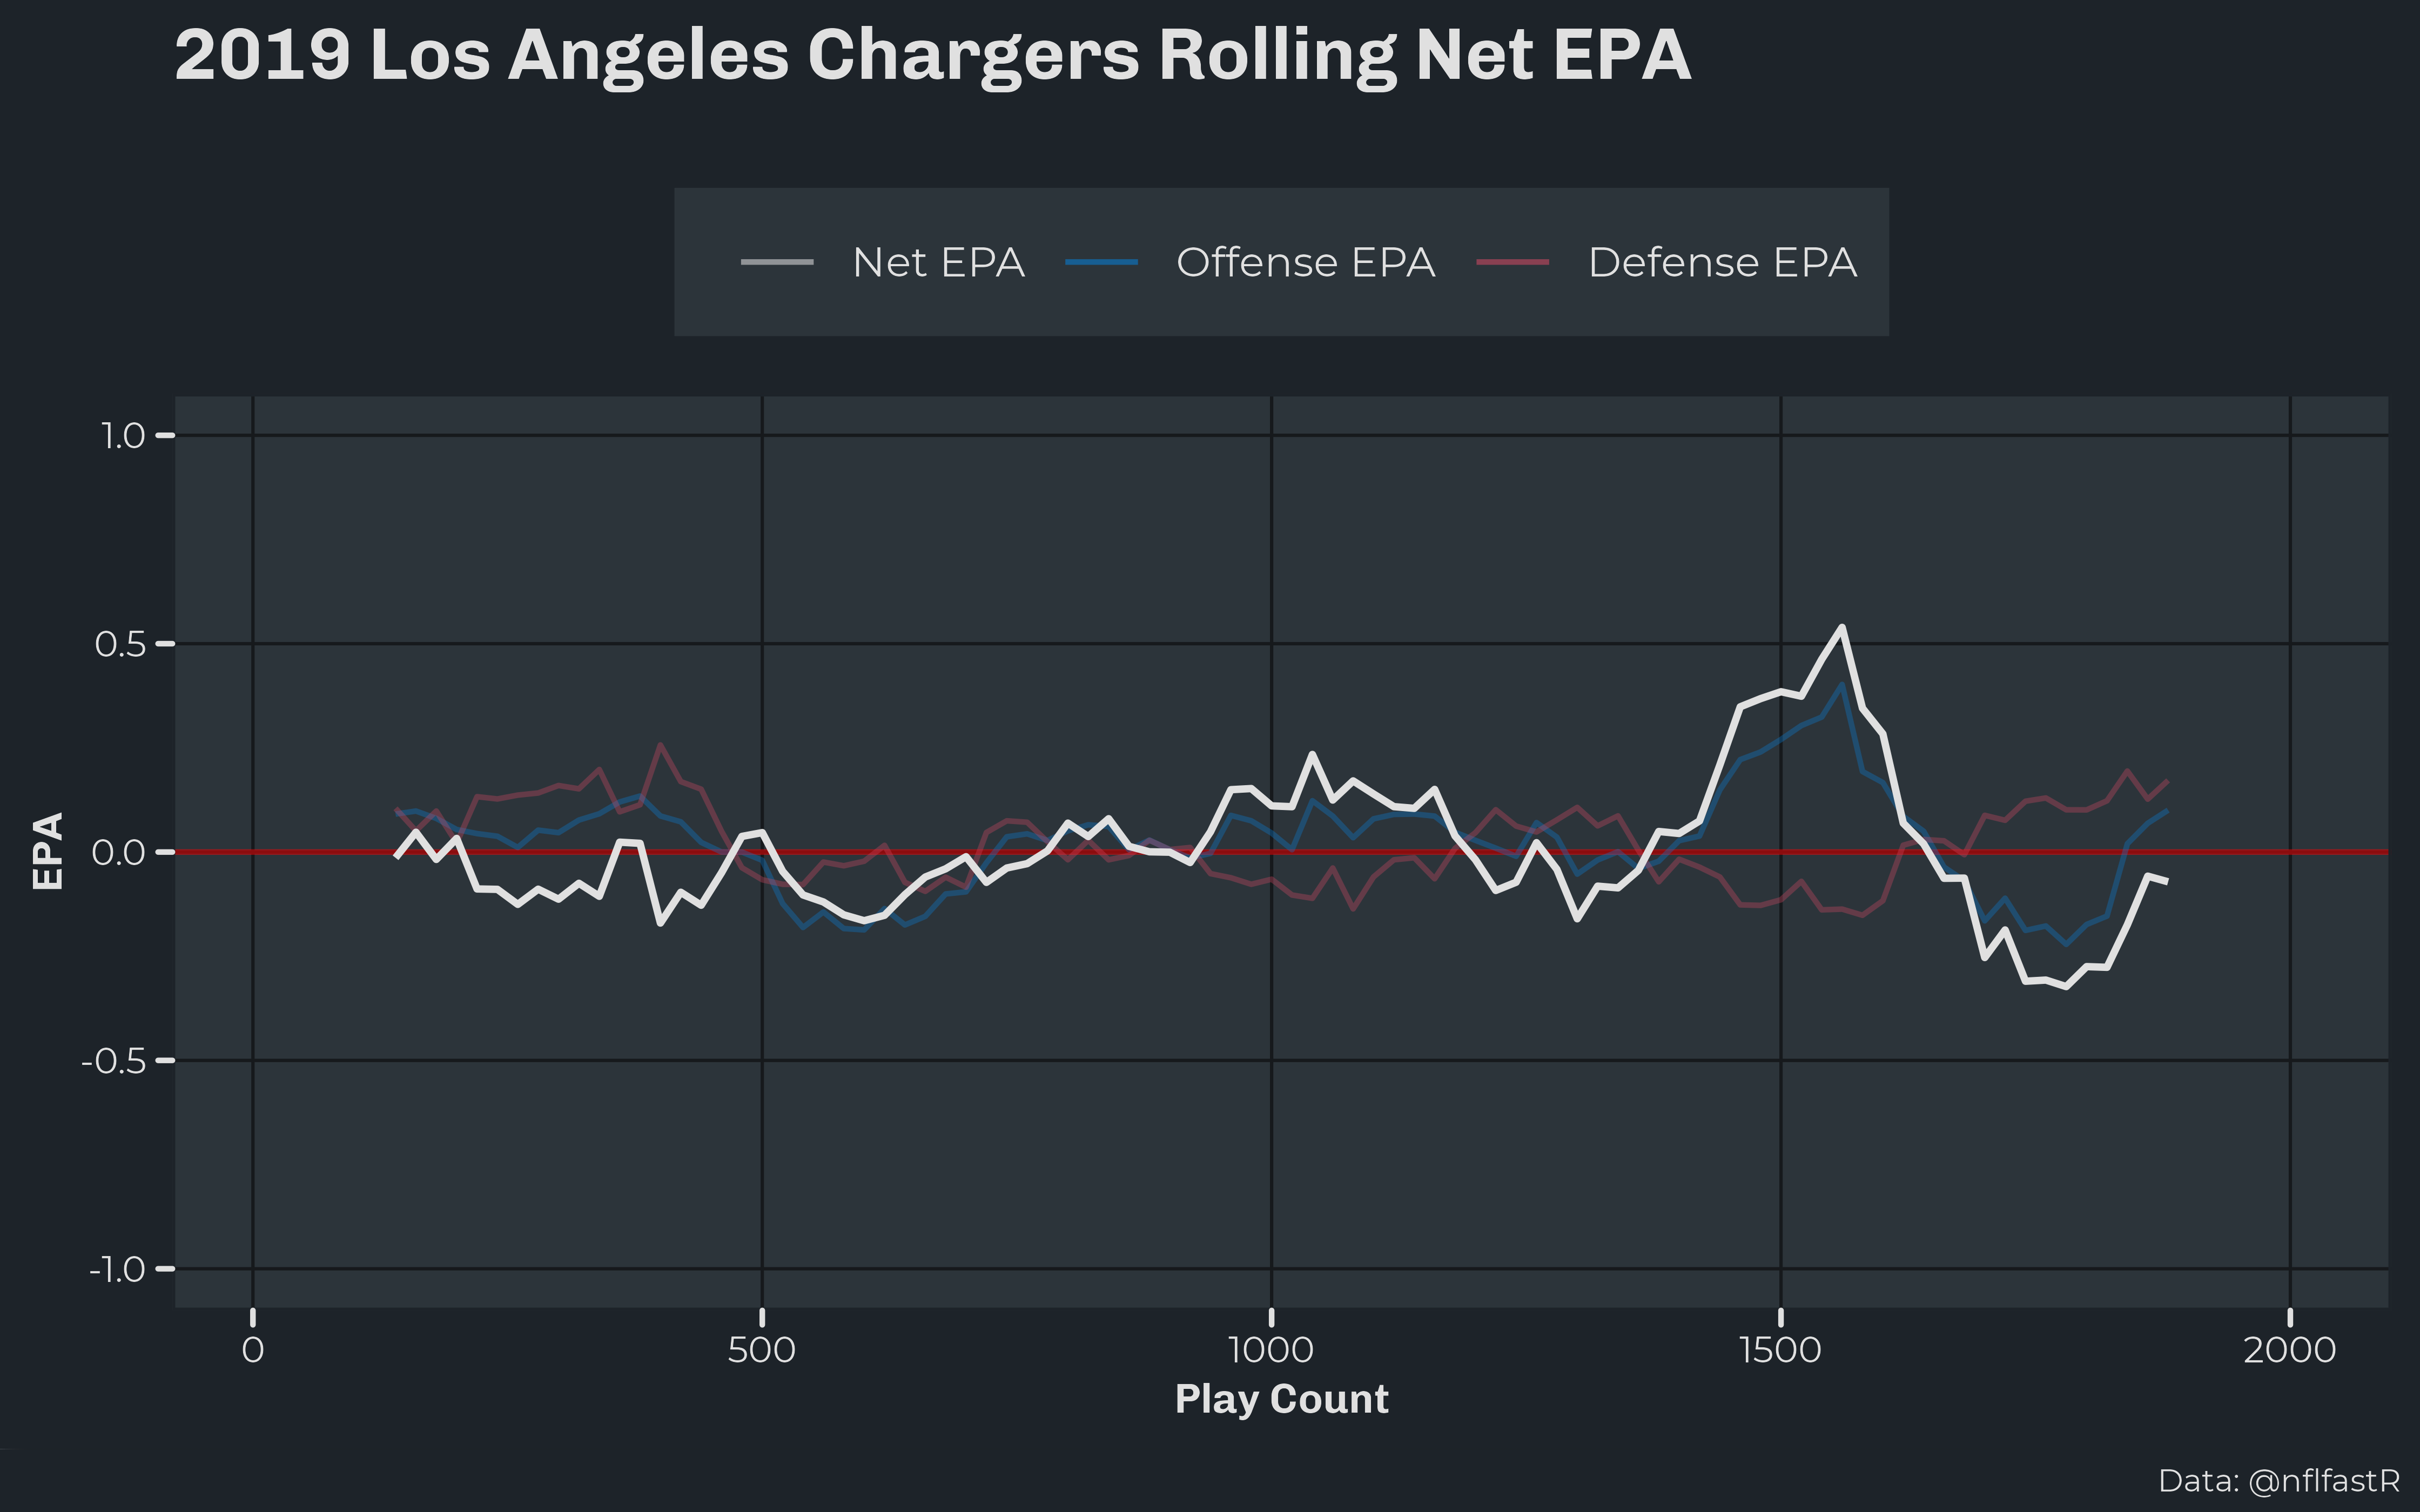 2019 Los Angeles Chargers Rolling Net EPA
Net EPA Offense EPA Defense EPA
1.0
0.5
0.0
-0.5
-1.0
EPA
0 500 1000 1500 2000
Play Count
Data: @nflfastR